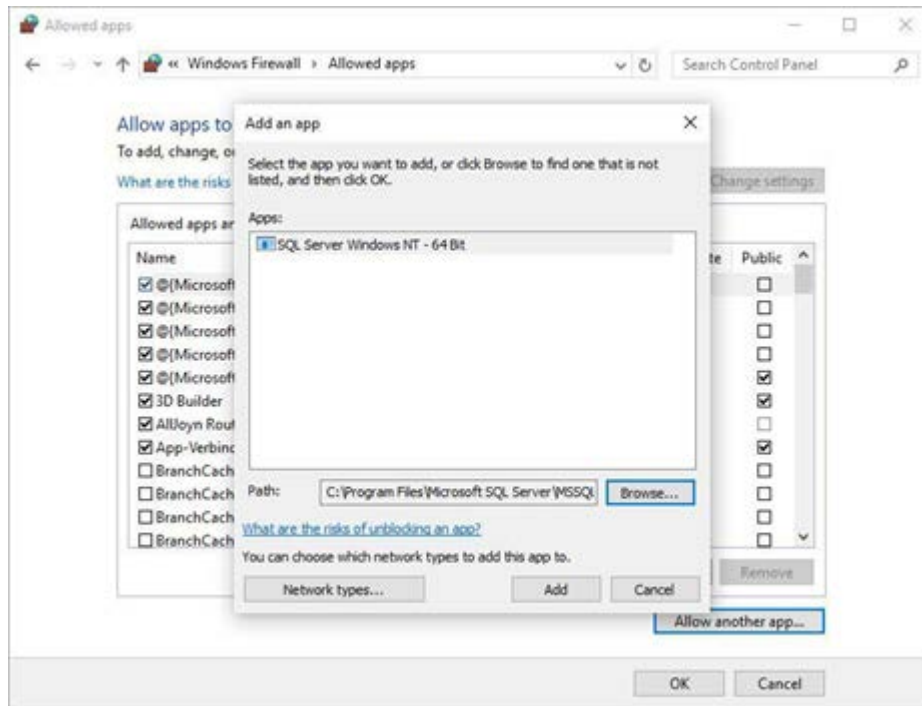 Allowed apps
« Windows Firewall › Allowed apps
Search Control Panel
Allow apps to
To add, change, o
What are the risks
Change settings
Allowed apps ar
Name
te Public
@{Microsoft
@{Microsoft
@{Microsoft
@{Microsoft
@{Microsoft
3D Builder
AllJoyn Rout
App-Verbind
BranchCach
BranchCach
BranchCach
BranchCach
Remove
Allow another app...
OK
Cancel
Add an app
Select the app you want to add, or click Browse to find one that is not
listed, and then click OK.
Apps:
SQL Server Windows NT - 64 Bit
Path:
C:\Program Files\Microsoft SQL Server\MSSQL
Browse...
What are the risks of unblocking an app?
You can choose which network types to add this app to.
Network types...
Add
Cancel